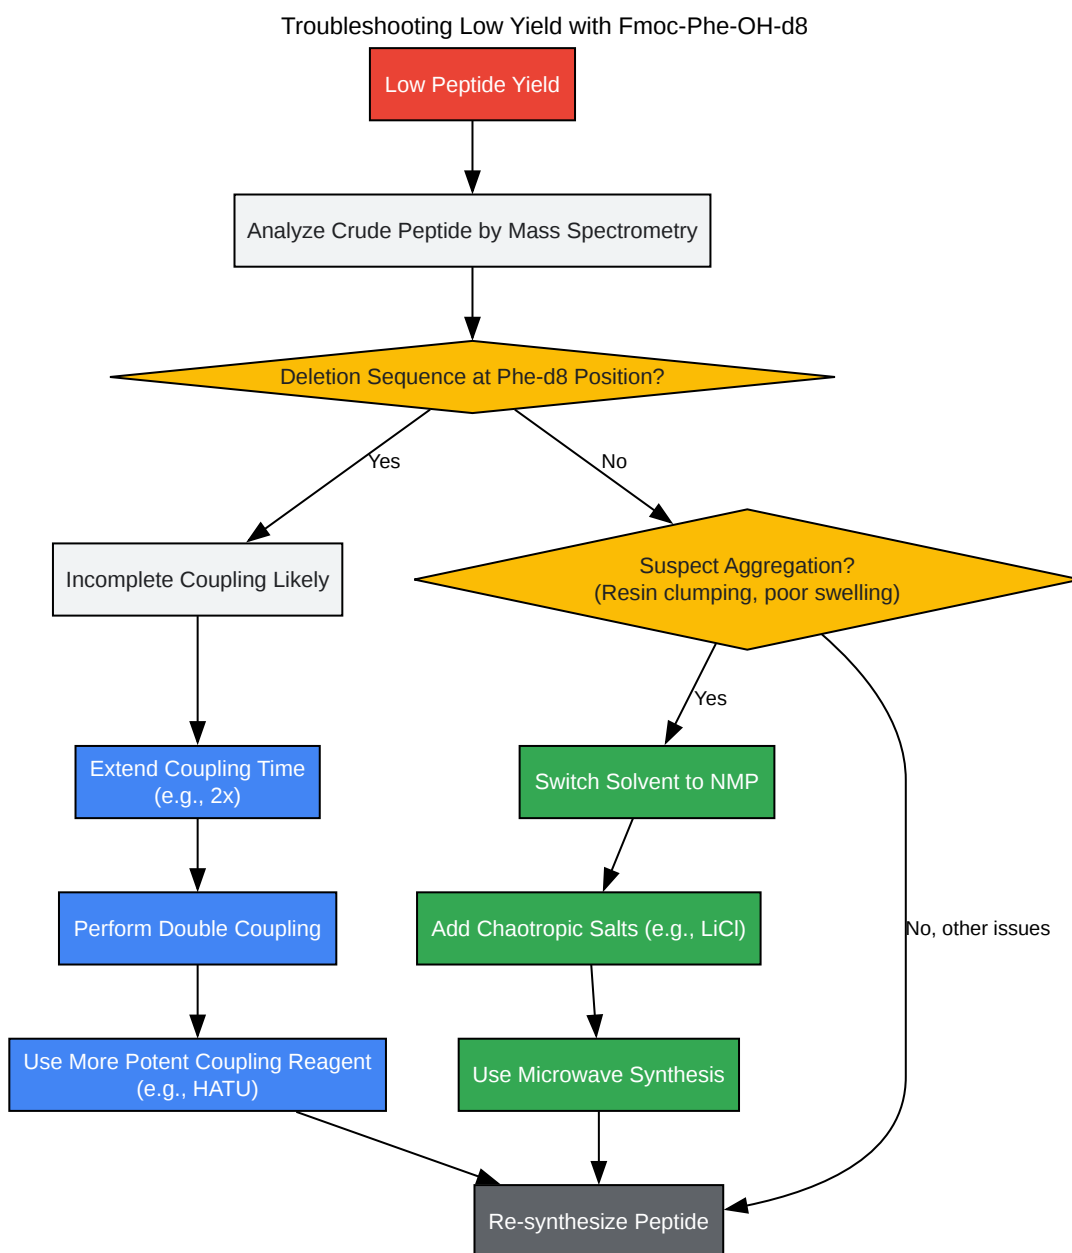 Troubleshooting Low Yield with Fmoc-Phe-OH-d8
Low Peptide Yield
Analyze Crude Peptide by Mass Spectrometry
Deletion Sequence at Phe-d8 Position?
Yes
No
Incomplete Coupling Likely
Suspect Aggregation?
(Resin clumping, poor swelling)
Yes
Extend Coupling Time
(e.g., 2x)
Switch Solvent to NMP
Perform Double Coupling
Add Chaotropic Salts (e.g., LiCl)
No, other issues
Use More Potent Coupling Reagent
(e.g., HATU)
Use Microwave Synthesis
Re-synthesize Peptide